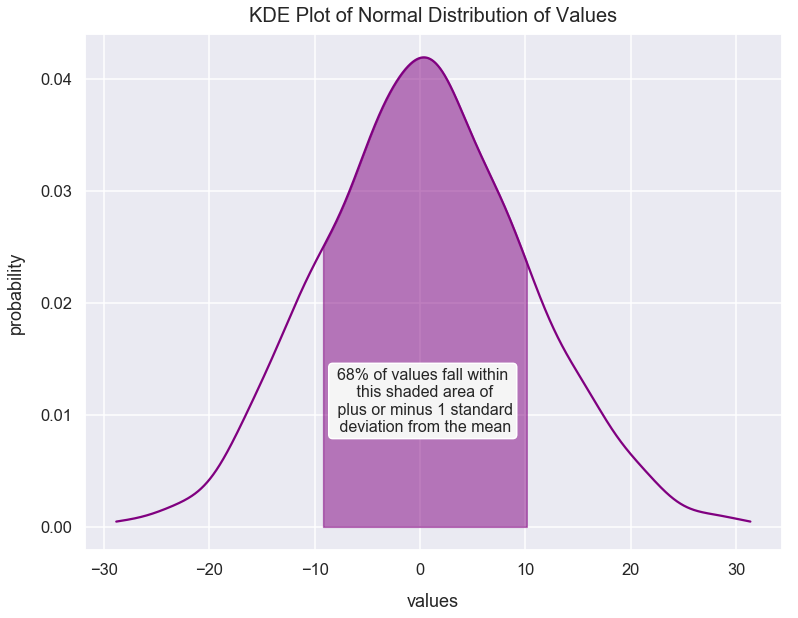 KDE Plot of Normal Distribution of Values
probability
0.04
0.03
0.02
0.01
0.00
68% of values fall within
this shaded area of
plus or minus 1 standard
deviation from the mean
−30 −20 −10 0 10 20 30
values